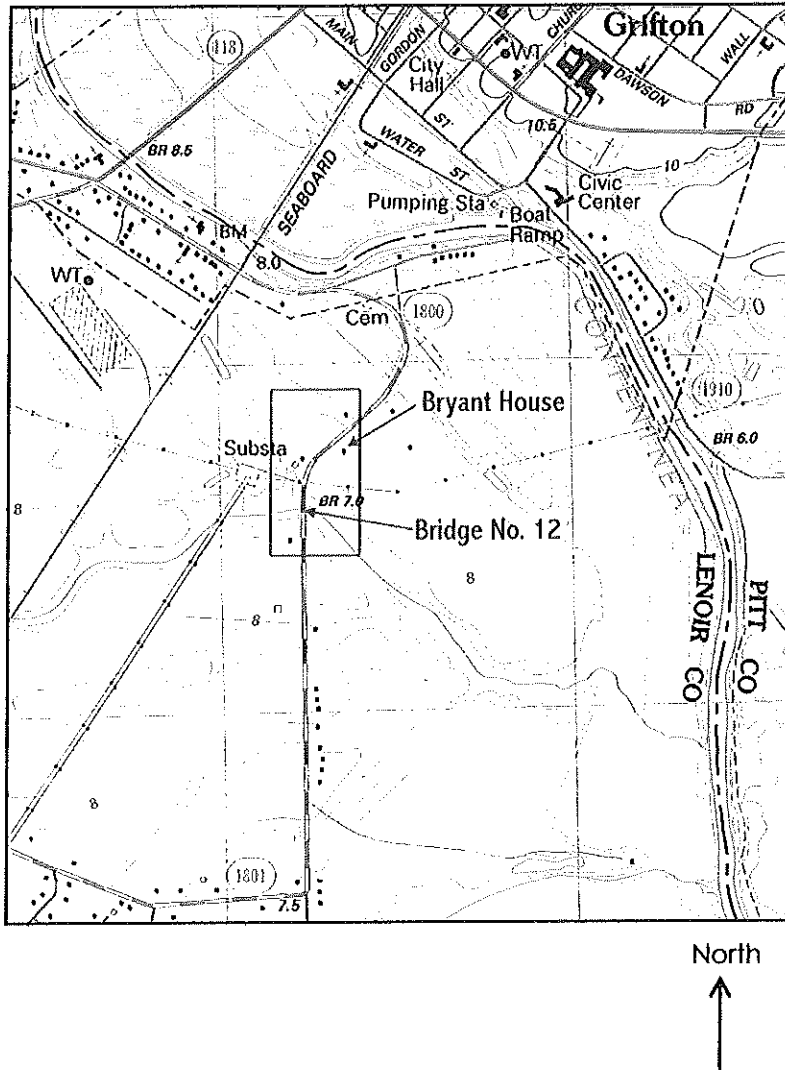 Grifton
MAIN
ST
GORDON
CHURCH
118
City
Hall
WT
DAWSON
WALL
RD
10.5
WATER
ST
10
BR 8.5
SEABOARD
Pumping Sta
Civic
Center
Boat
Ramp
BM
8.0
WT
Cem
1800
CONTENTNEA
1910
Bryant House
Substa
BR 6.0
BR 7.0
8
Bridge No. 12
8
8
LENOIR CO
PITT CO
8
1801
7.5
North